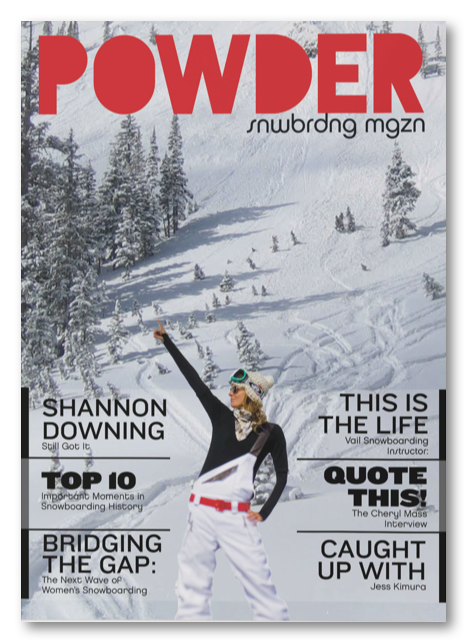 POWDER
snwbrdng mgzn
SHANNON
DOWNING
Still Got It
TOP 10
Important Moments in
Snowboarding History
BRIDGING
THE GAP:
The Next Wave of
Women's Snowboarding
THIS IS
THE LIFE
Vail Snowboarding
Instructor:
QUOTE
THIS!
The Cheryl Mass
Interview
CAUGHT
UP WITH
Jess Kimura